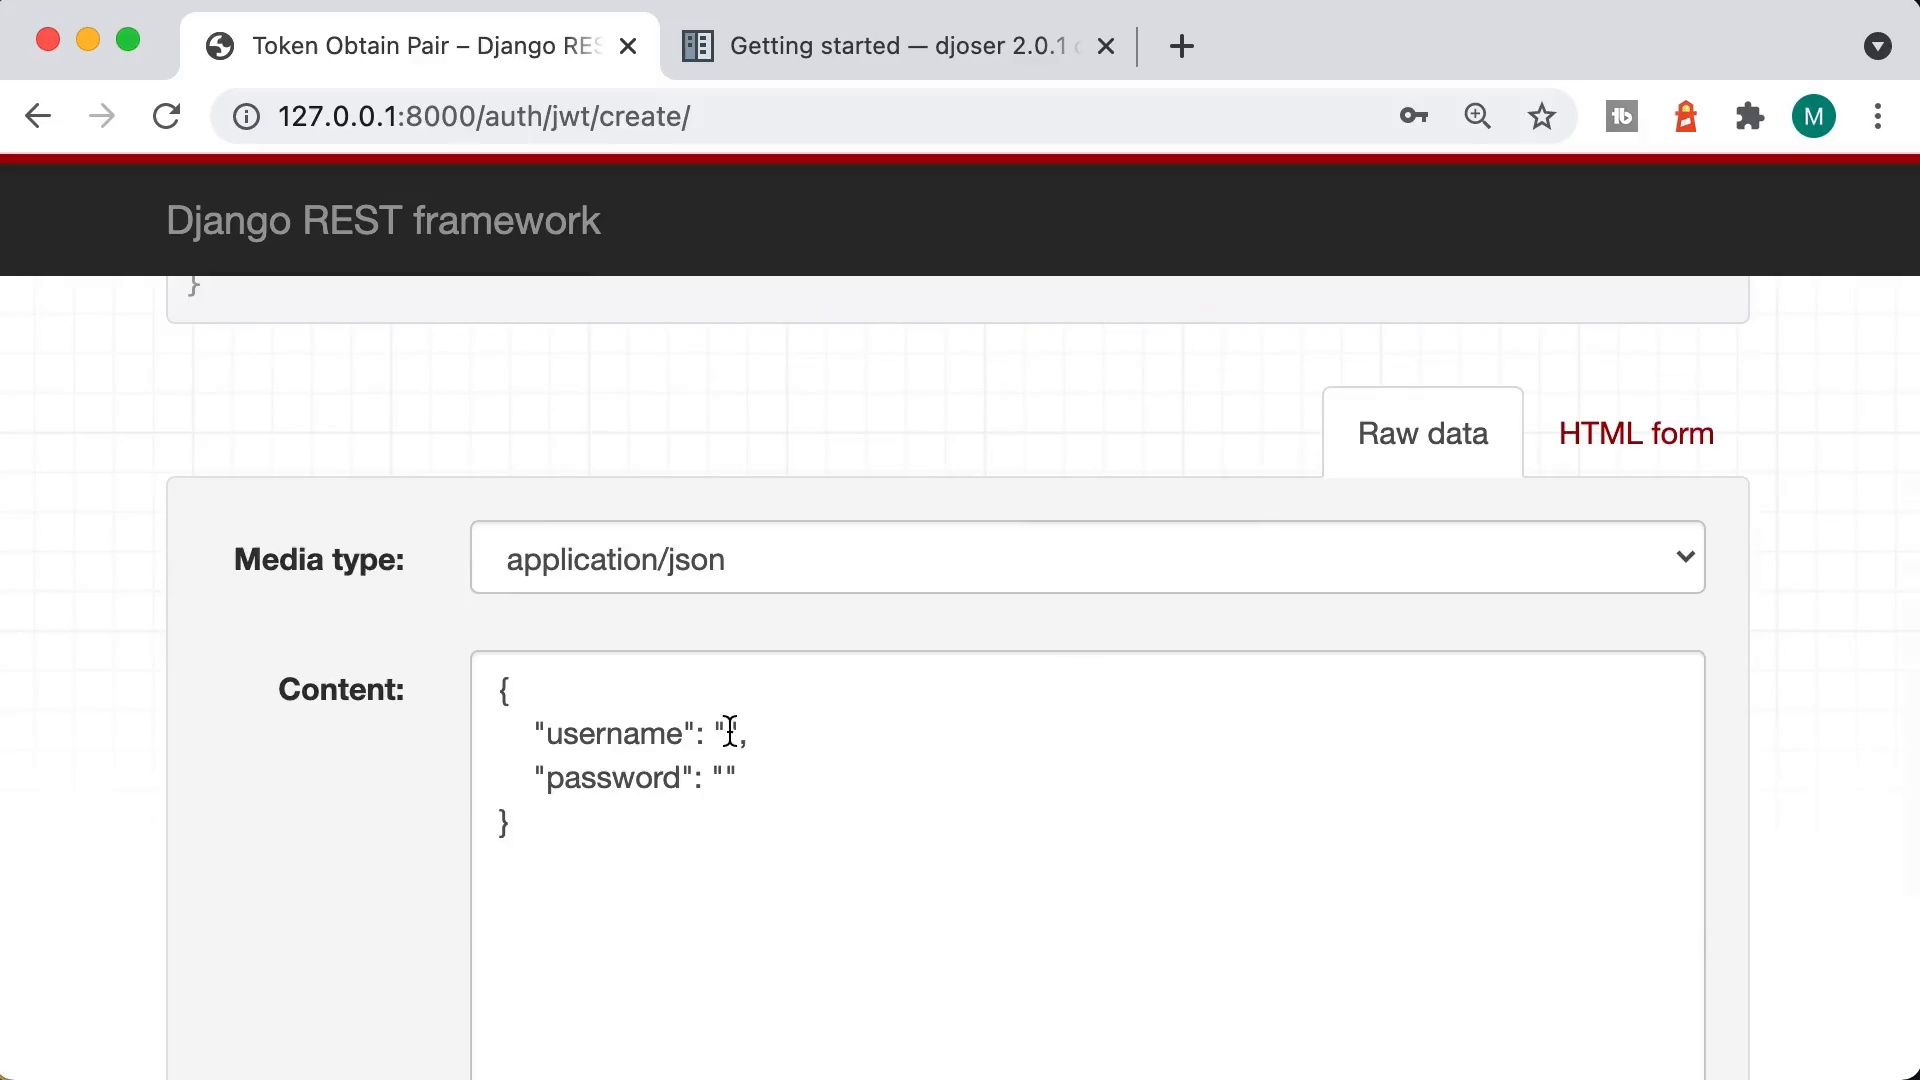 Token Obtain Pair – Django RES
Getting started — djoser 2.0.1
127.0.0.1:8000/auth/jwt/create/
tb
M
Django REST framework
}
Raw data
HTML form
Media type:
application/json
Content:
{
"username": "",
"password": ""
}